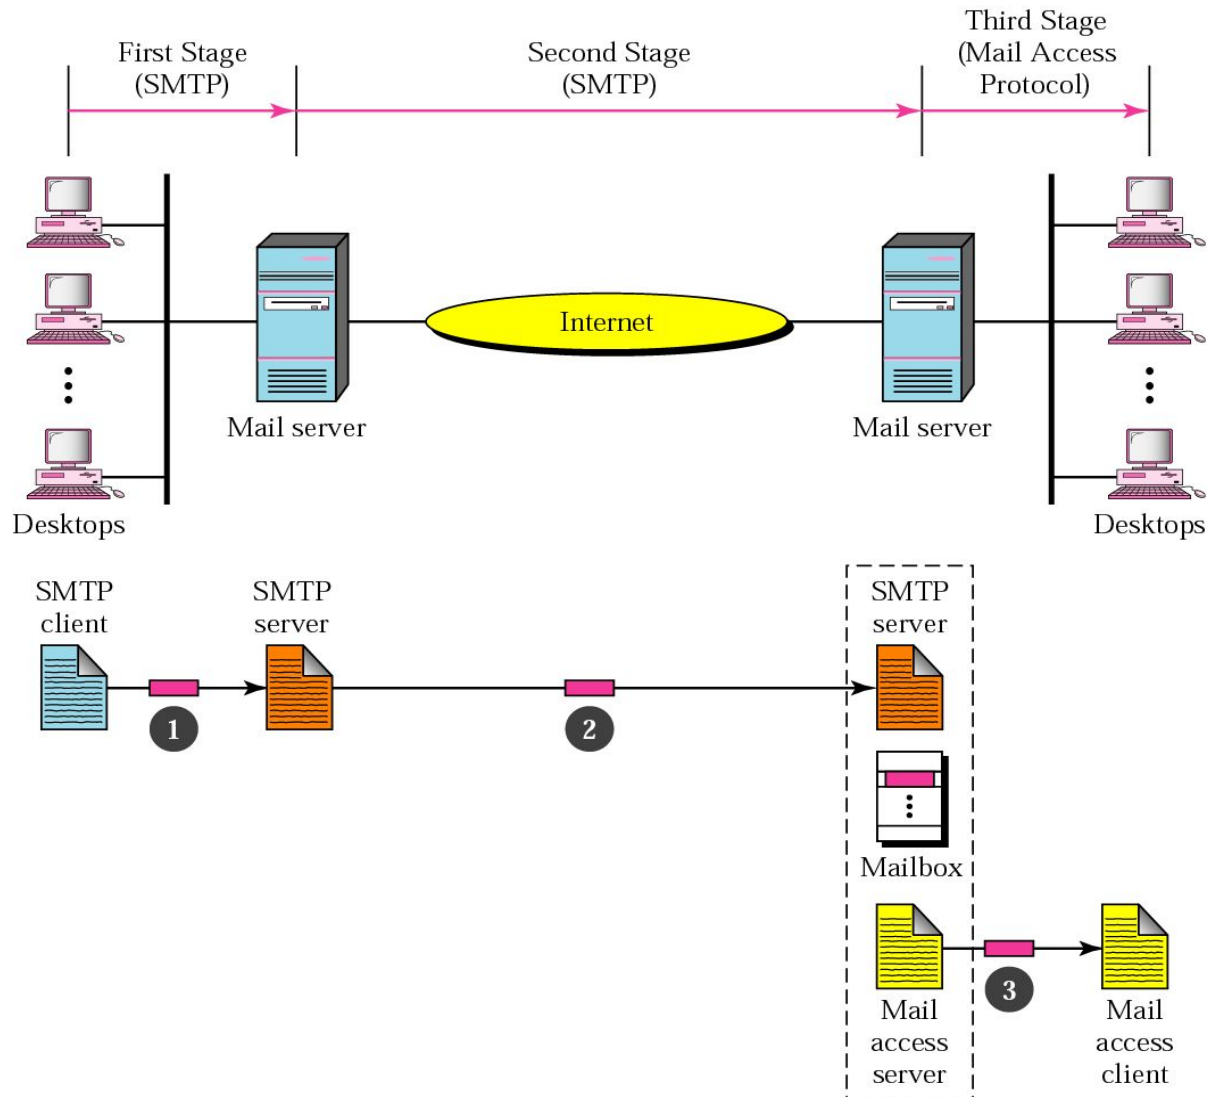 First Stage
(SMTP)
Second Stage
(SMTP)
Third Stage
(Mail Access
Protocol)
Internet
Mail server
Mail server
Desktops
Desktops
SMTP
client
SMTP
server
SMTP
server
1
2
Mailbox
3
Mail
access
server
Mail
access
client